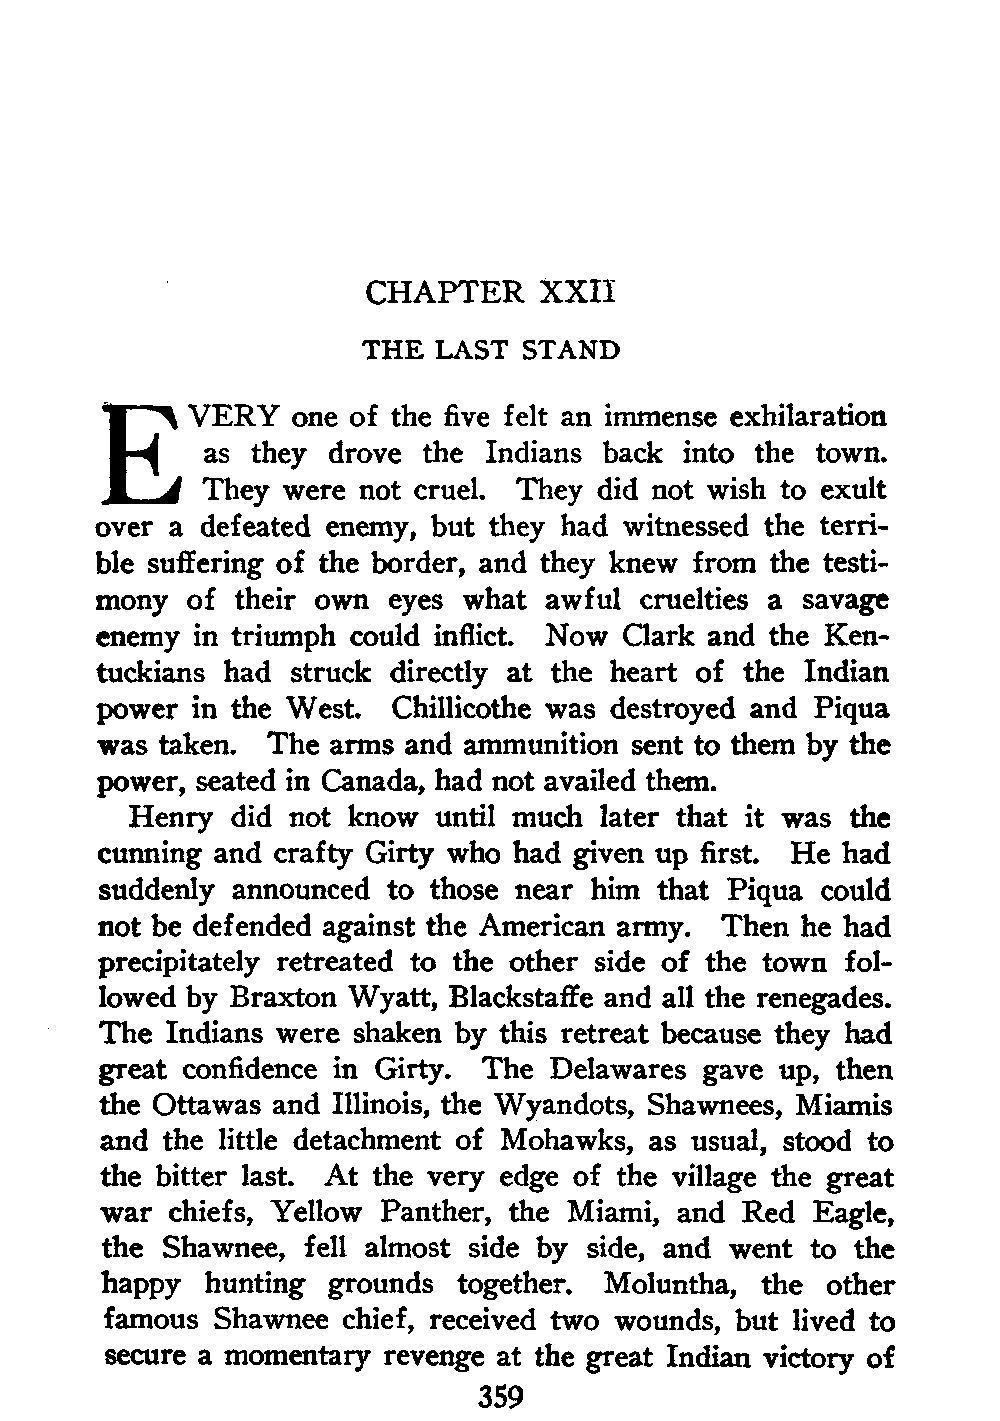 CHAPTER XXII
THE LAST STAND
EVERY one of the five felt an immense exhilaration
as they drove the Indians back into the town.
They were not cruel. They did not wish to exult
over a defeated enemy, but they had witnessed the terri-
ble suffering of the border, and they knew from the testi-
mony of their own eyes what awful cruelties a savage
enemy in triumph could inflict. Now Clark and the Ken-
tuckians had struck directly at the heart of the Indian
power in the West. Chillicothe was destroyed and Piqua
was taken. The arms and ammunition sent to them by the
power, seated in Canada, had not availed them.
Henry did not know until much later that it was the
cunning and crafty Girty who had given up first. He had
suddenly announced to those near him that Piqua could
not be defended against the American army. Then he had
precipitately retreated to the other side of the town fol-
lowed by Braxton Wyatt, Blackstaffe and all the renegades.
The Indians were shaken by this retreat because they had
great confidence in Girty. The Delawares gave up, then
the Ottawas and Illinois, the Wyandots, Shawnees, Miamis
and the little detachment of Mohawks, as usual, stood to
the bitter last. At the very edge of the village the great
war chiefs, Yellow Panther, the Miami, and Red Eagle,
the Shawnee, fell almost side by side, and went to the
happy hunting grounds together. Moluntha, the other
famous Shawnee chief, received two wounds, but lived to
secure a momentary revenge at the great Indian victory of
359